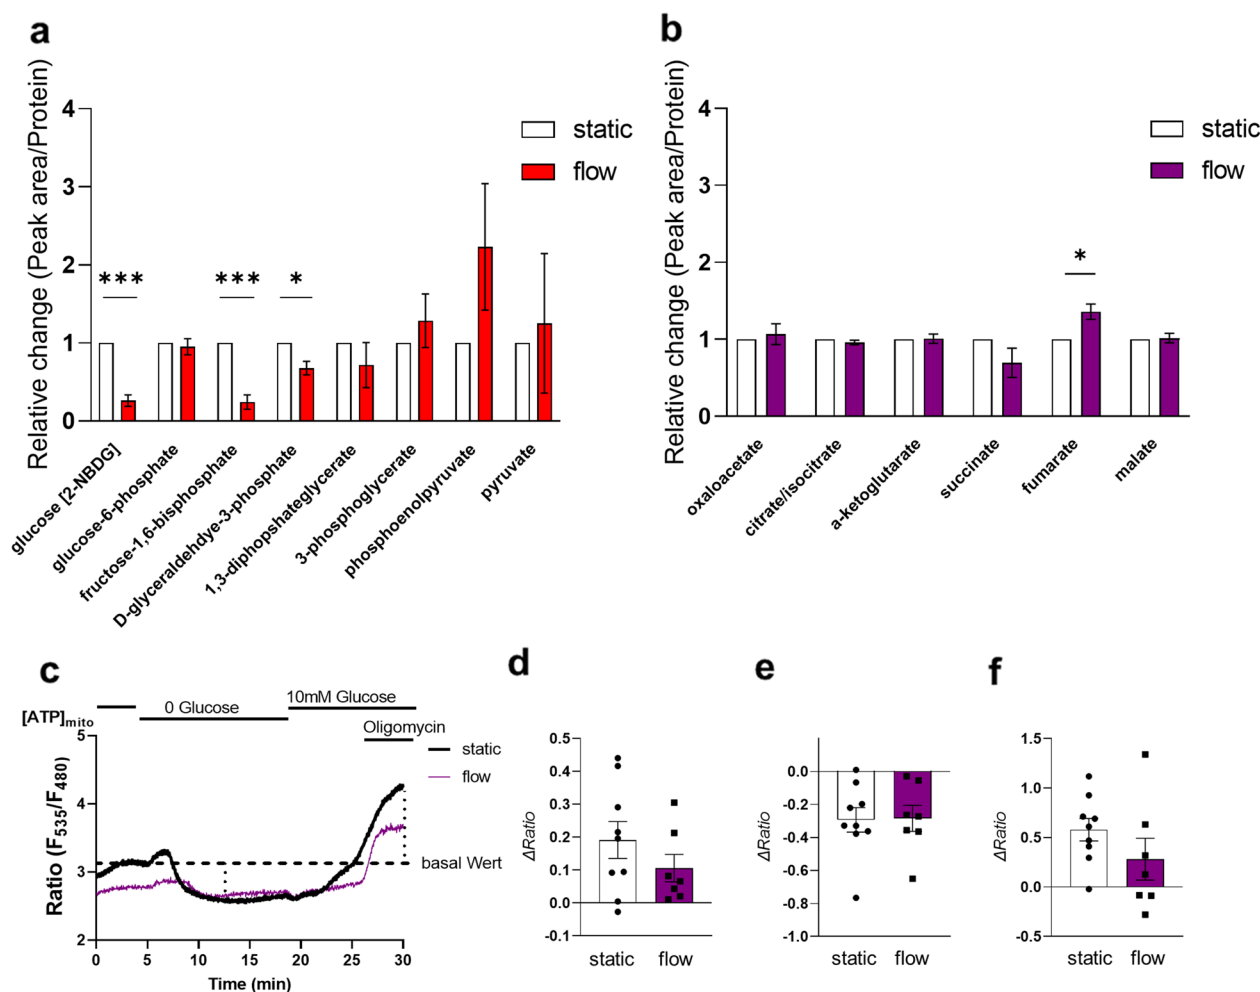 a
Relative change (Peak area/Protein)
4
3
2
1
0
static
flow
***
***
*
glucose [2-NBDG]
glucose-6-phosphate
fructose-1,6-bisphosphate
D-glyceraldehdye-3-phosphate
1,3-diphopshateglycerate
3-phosphoglycerate
phosphoenolpyruvate
pyruvate
b
Relative change (Peak area/Protein)
4
3
2
1
0
static
flow
*
oxaloacetate
citrate/isocitrate
a-ketoglutarate
succinate
fumarate
malate
c
[ATP]mito
0 Glucose
10mM Glucose
Oligomycin
static
flow
basal Wert
Ratio (F535/F480)
5
4
3
2
0
5
10
15
20
25
30
Time (min)
d
ΔRatio
0.5
0.4
0.3
0.2
0.1
0.0
-0.1
static
flow
e
ΔRatio
0.0
-0.2
-0.4
-0.6
-0.8
-1.0
static
flow
f
ΔRatio
1.5
1.0
0.5
0.0
-0.5
static
flow